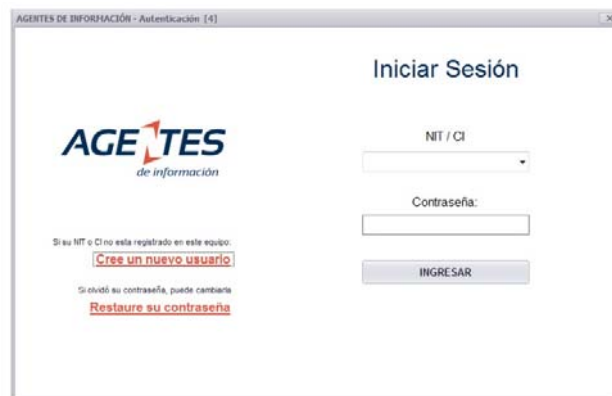 AGENTES DE INFORMACIÓN - Autenticación [4]
Iniciar Sesión
AGENTES
de información
NIT / CI
Contraseña:
Si su NIT o CI no esta registrado en este equipo:
Cree un nuevo usuario
INGRESAR
Si olvidó su contraseña, puede cambiarla
Restaure su contraseña